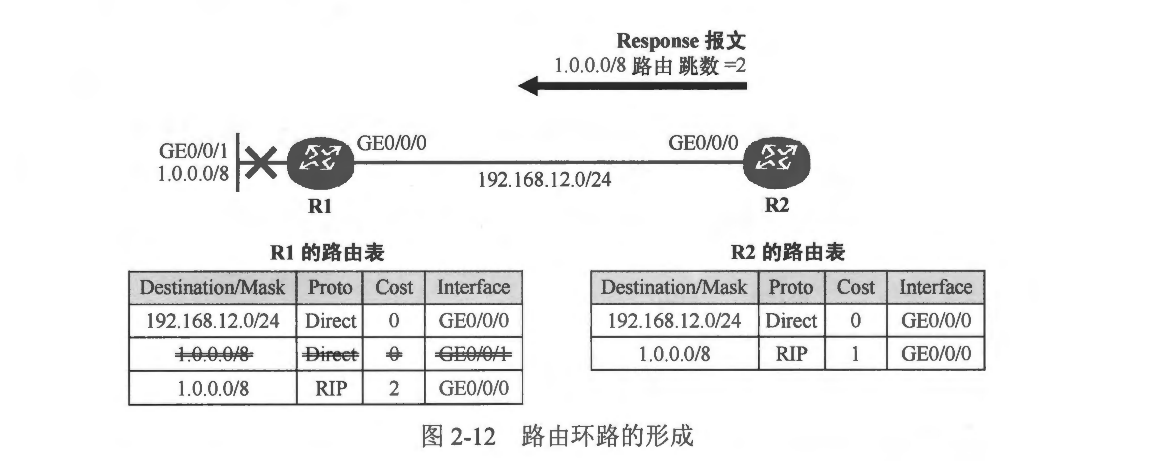 Response 报文
1.0.0.0/8 路由 跳数 =2
GE0/0/1
1.0.0.0/8
GE0/0/0
GE0/0/0
192.168.12.0/24
R1
R2
R1 的路由表
Destination/Mask Proto Cost Interface
192.168.12.0/24 Direct 0 GE0/0/0
1.0.0.0/8 Direct 0 GE0/0/1
1.0.0.0/8 RIP 2 GE0/0/0
R2 的路由表
Destination/Mask Proto Cost Interface
192.168.12.0/24 Direct 0 GE0/0/0
1.0.0.0/8 RIP 1 GE0/0/0
图 2-12 路由环路的形成